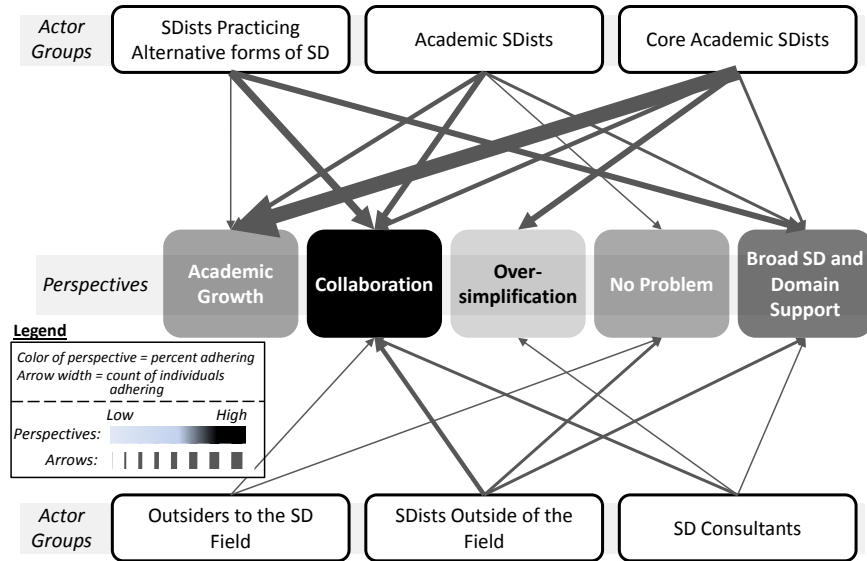 Actor
Groups
SDists Practicing
Alternative forms of SD
Academic SDists
Core Academic SDists
Perspectives
Academic
Growth
Collaboration
Over-
simplification
No Problem
Broad SD and
Domain
Support
Legend
Color of perspective = percent adhering
Arrow width = count of individuals
adhering
Low
High
Perspectives:
Arrows:
Actor
Groups
Outsiders to the SD
Field
SDists Outside of the
Field
SD Consultants